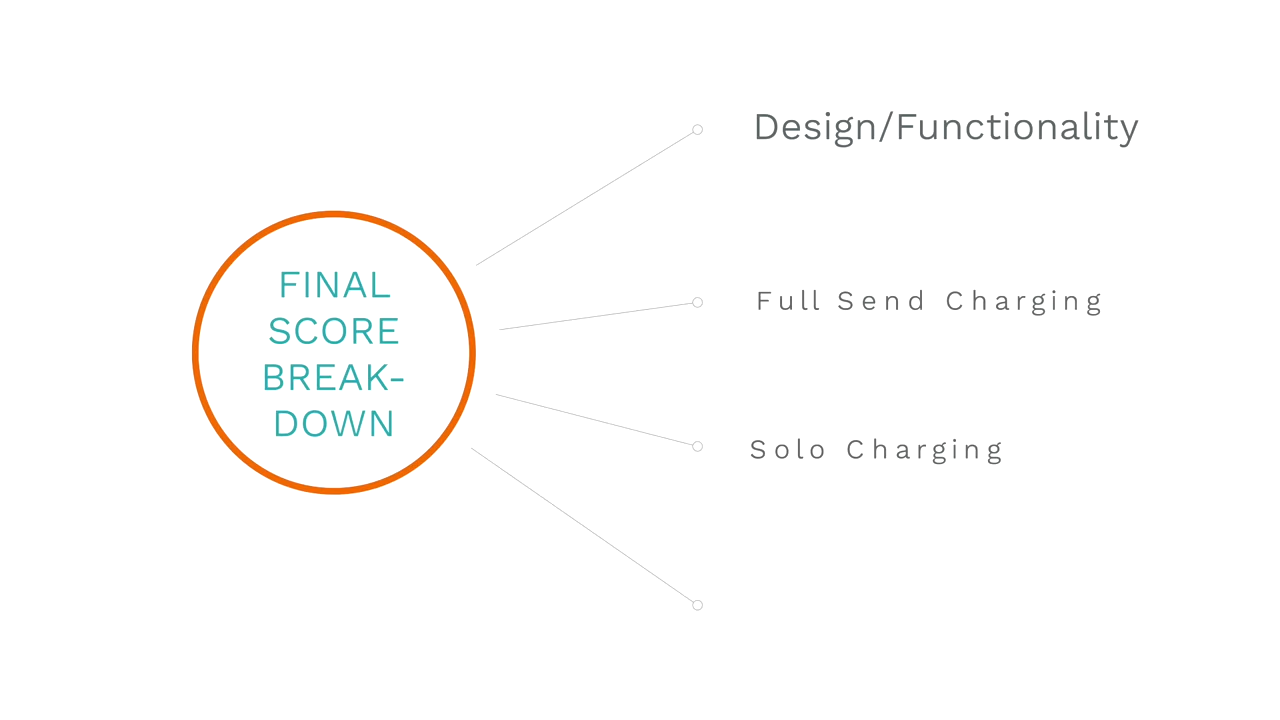 FINAL
SCORE
BREAK-
DOWN
Design/Functionality
Full Send Charging
Solo Charging